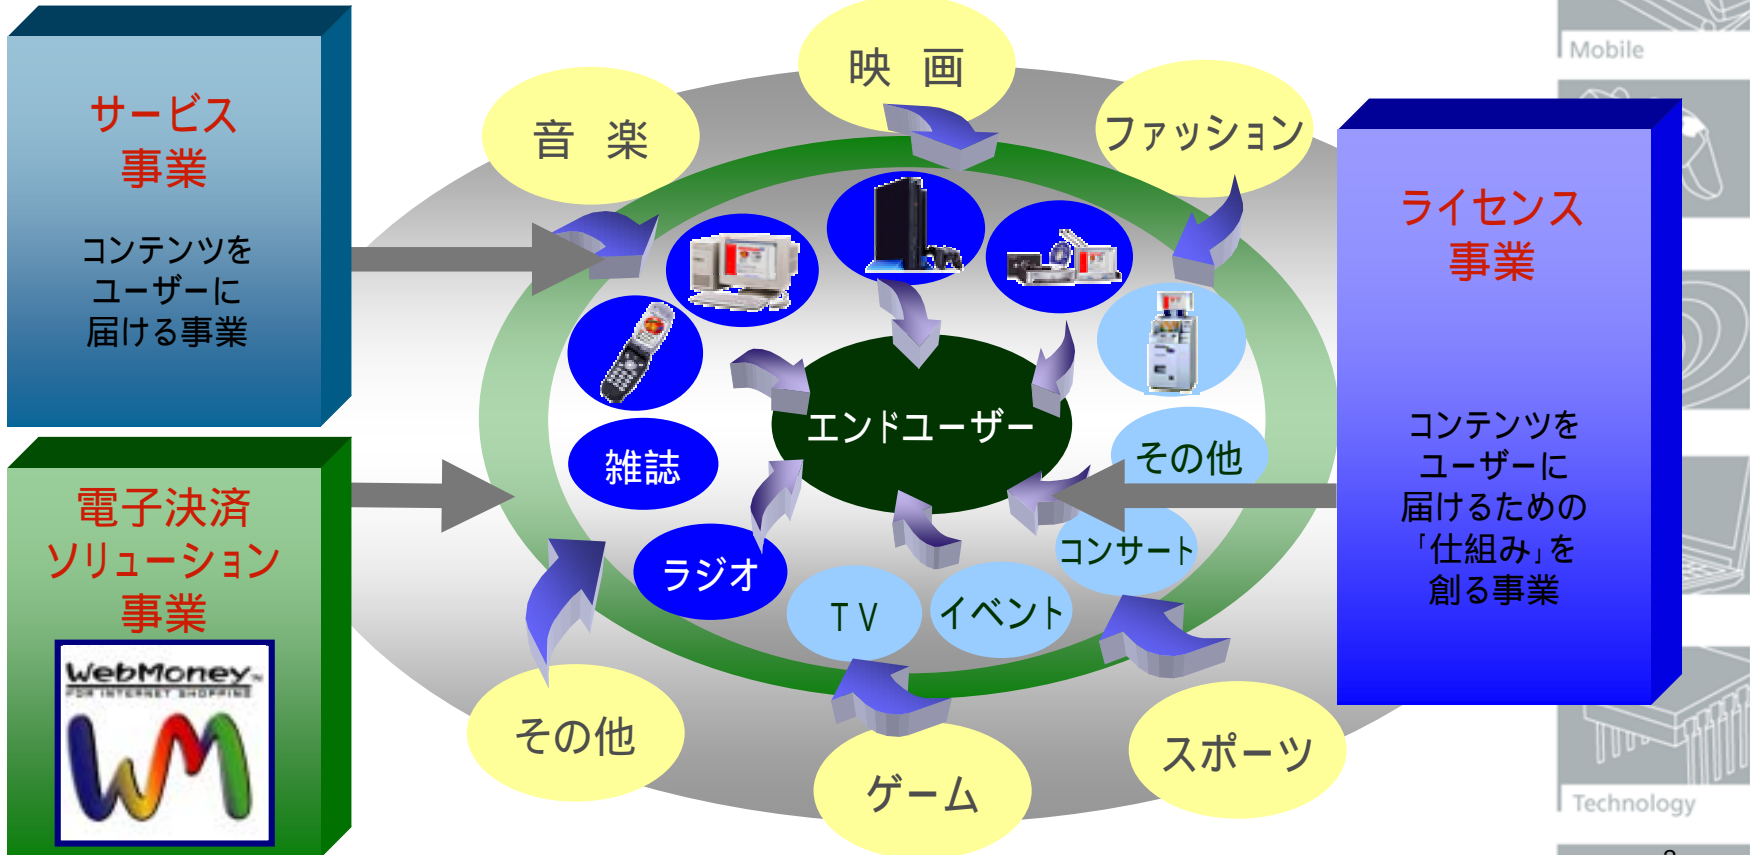 サービス
事業
コンテンツを
ユーザーに
届ける事業
電子決済
ソリューション
事業
WebMoney
FOR INTERNET SHOPPING
音 楽
映 画
ファッション
エンドユーザー
雑誌
ラジオ
TV
イベント
コンサート
その他
その他
ゲーム
スポーツ
ライセンス
事業
コンテンツを
ユーザーに
届けるための
「仕組み」を
創る事業
Mobile
Technology